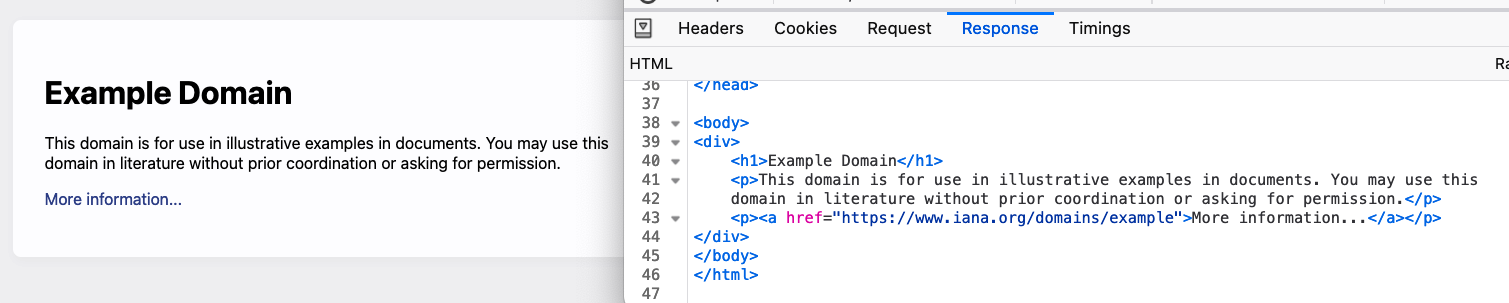 Example Domain
This domain is for use in illustrative examples in documents. You may use this
domain in literature without prior coordination or asking for permission.
More information...
Headers Cookies Request Response Timings
HTML
36 </head>
37
38 <body>
39 <div>
40 <h1>Example Domain</h1>
41 <p>This domain is for use in illustrative examples in documents. You may use this
42 domain in literature without prior coordination or asking for permission.</p>
43 <p><a href="https://www.iana.org/domains/example">More information...</a></p>
44 </div>
45 </body>
46 </html>
47